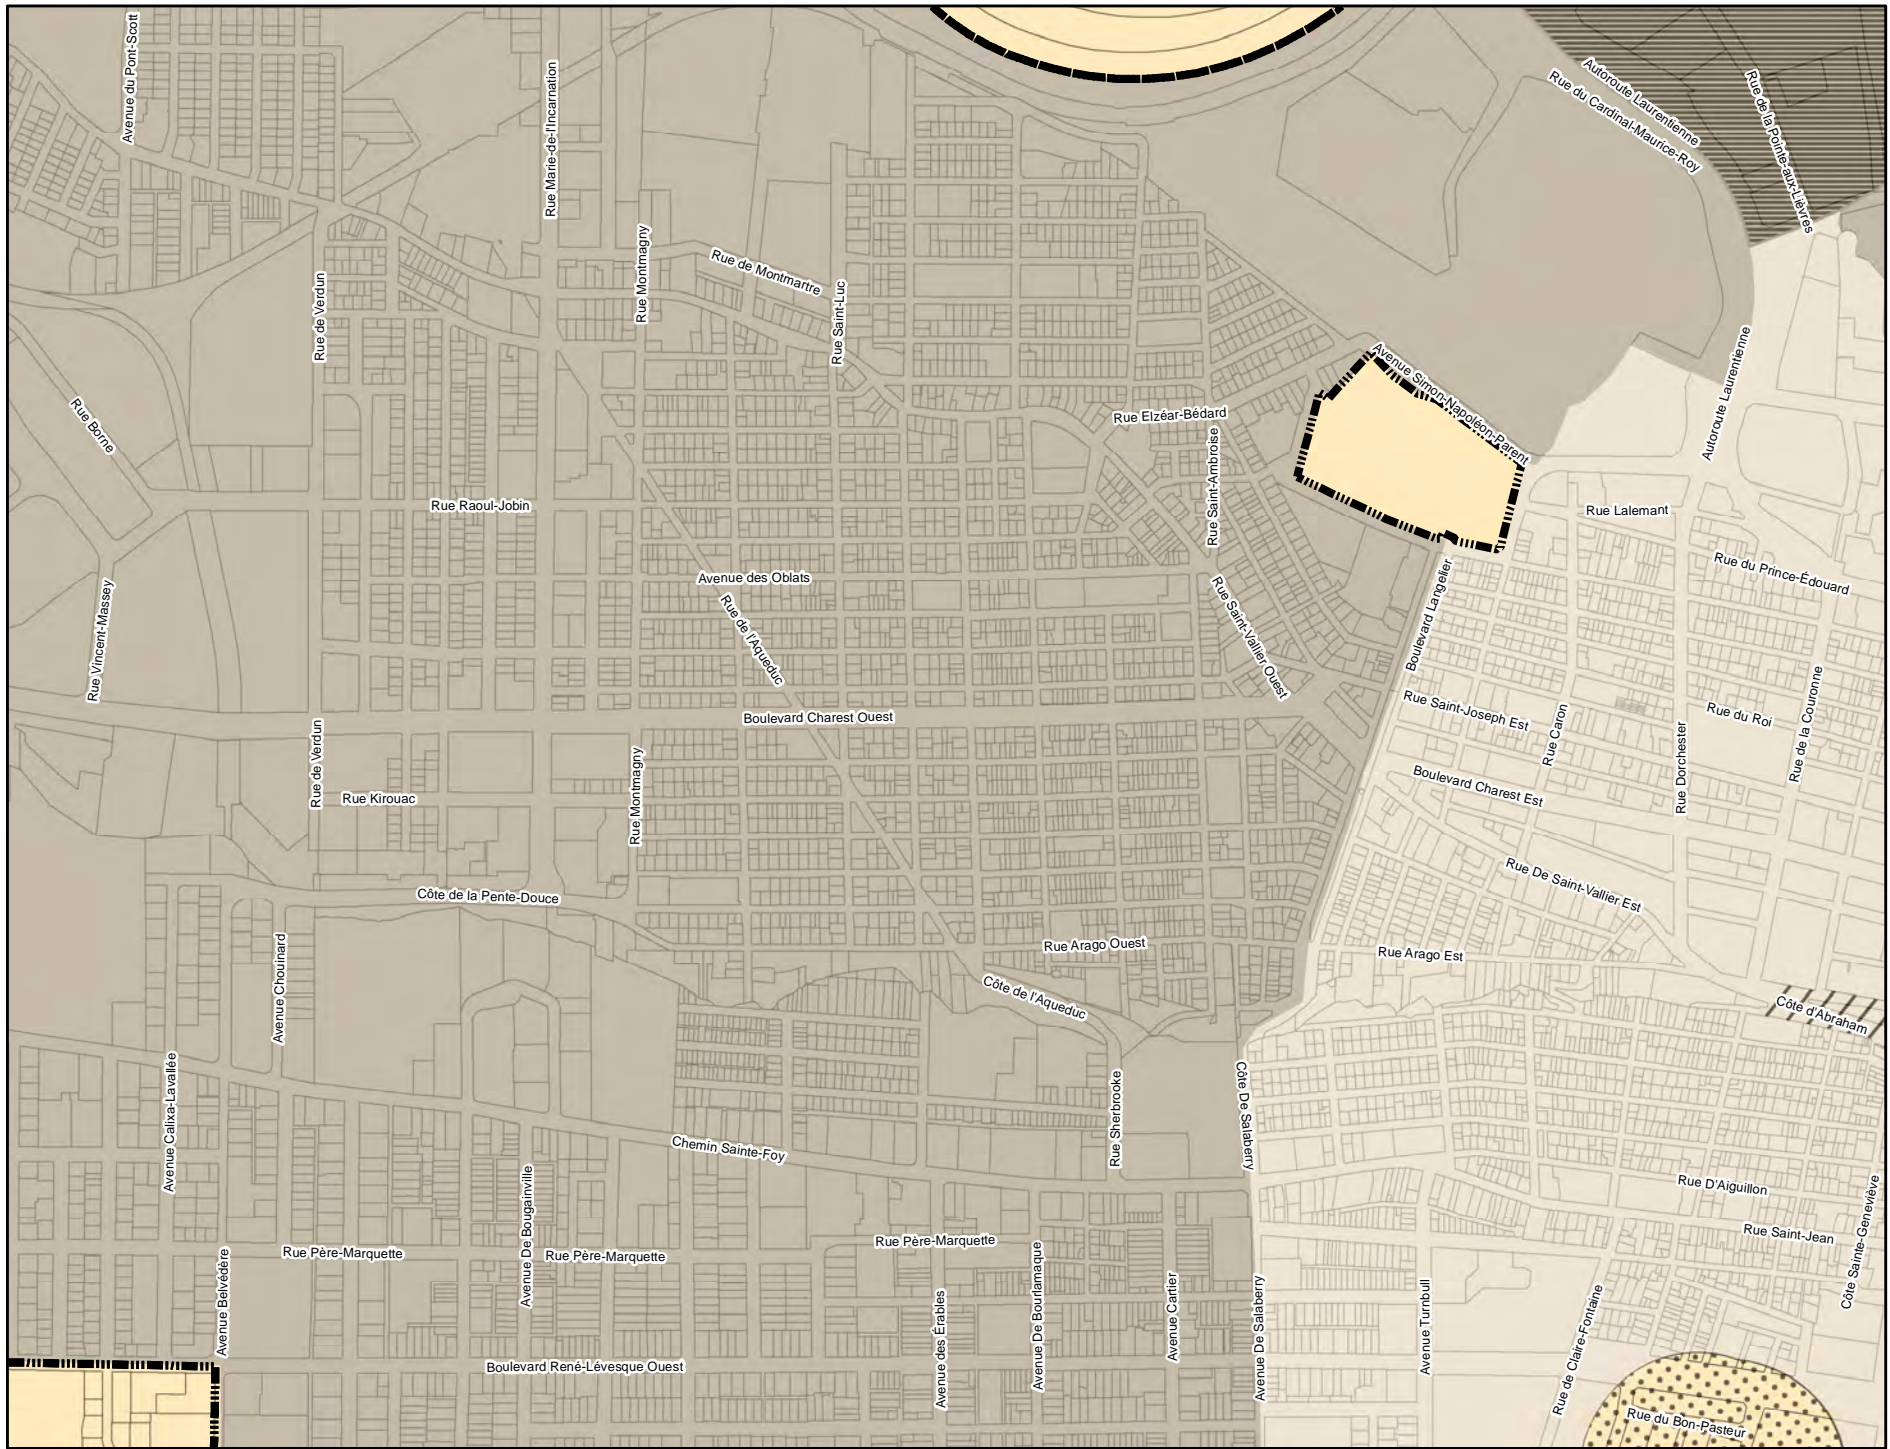 Avenue du Pont-Scott
Rue Marie-de-l'Incarnation
Autoroute Laurentienne
Rue du Cardinal-Maurice-Roy
Rue de la Pointe-aux-Lièvres
Rue Montmagny
Rue de Montmartre
Rue de Verdun
Rue Saint-Luc
Avenue Simon-Napoléon-Parent
Autoroute Laurentienne
Rue Borne
Rue Elzéar-Bédard
Rue Saint-Ambroise
Rue Raoul-Jobin
Rue Lalemant
Avenue des Oblats
Rue du Prince-Édouard
Rue Vincent-Massey
Rue de l'Aqueduc
Rue Saint-Vallier Ouest
Boulevard Langelier
Boulevard Charest Ouest
Rue Saint-Joseph Est
Rue Caron
Rue du Roi
Rue de la Couronne
Rue Dorchester
Rue de Verdun
Rue Montmagny
Rue Kirouac
Boulevard Charest Est
Côte de la Pente-Douce
Rue De Saint-Vallier Est
Avenue Chouinard
Rue Arago Ouest
Rue Arago Est
Côte de l'Aqueduc
Côte d'Abraham
Avenue Calixa-Lavallée
Rue Sherbrooke
Côte De Salaberry
Chemin Sainte-Foy
Rue D'Aiguillon
Avenue De Bougainville
Côte Sainte-Geneviève
Rue Saint-Jean
Rue Père-Marquette
Rue Père-Marquette
Rue Père-Marquette
Avenue Belvédère
Avenue des Érables
Avenue De Bourlamaque
Avenue Cartier
Avenue De Salaberry
Avenue Turnbull
Rue de Claire-Fontaine
Boulevard René-Lévesque Ouest
Rue du Bon-Pasteur